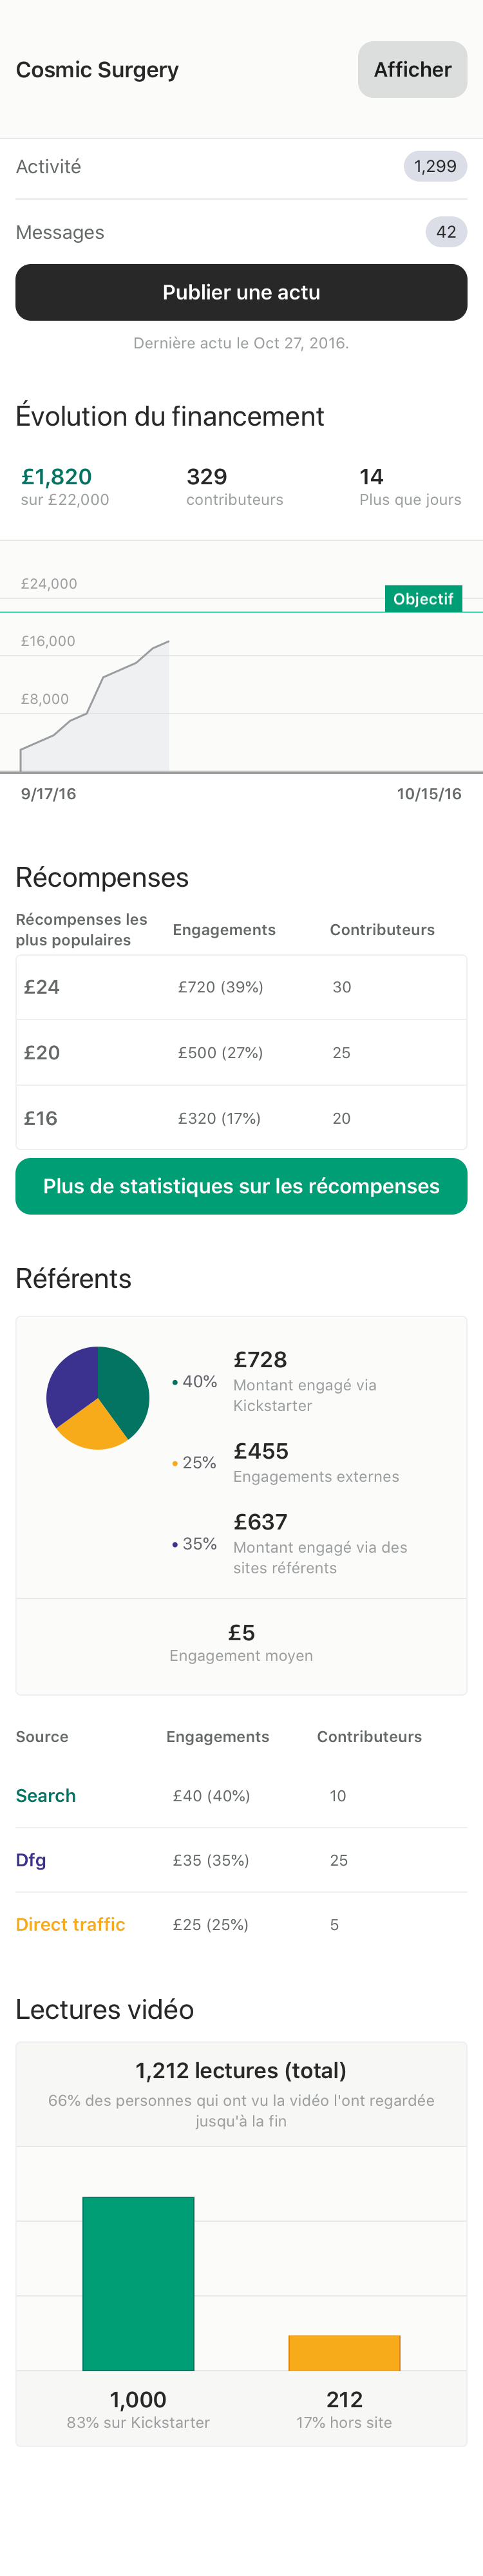 Cosmic Surgery
Afficher
Activité
1,299
Messages
42
Publier une actu
Dernière actu le Oct 27, 2016.
Évolution du financement
£1,820
329
14
sur £22,000
contributeurs
Plus que jours
£24,000
Objectif
£16,000
£8,000
9/17/16
10/15/16
Récompenses
Récompenses les
plus populaires
Engagements
Contributeurs
£24
£720 (39%)
30
£20
£500 (27%)
25
£16
£320 (17%)
20
Plus de statistiques sur les récompenses
Référents
40%
£728
Montant engagé via
Kickstarter
25%
£455
Engagements externes
35%
£637
Montant engagé via des
sites référents
£5
Engagement moyen
Source
Engagements
Contributeurs
Search
£40 (40%)
10
Dfg
£35 (35%)
25
Direct traffic
£25 (25%)
5
Lectures vidéo
1,212 lectures (total)
66% des personnes qui ont vu la vidéo l'ont regardée
jusqu'à la fin
1,000
83% sur Kickstarter
212
17% hors site